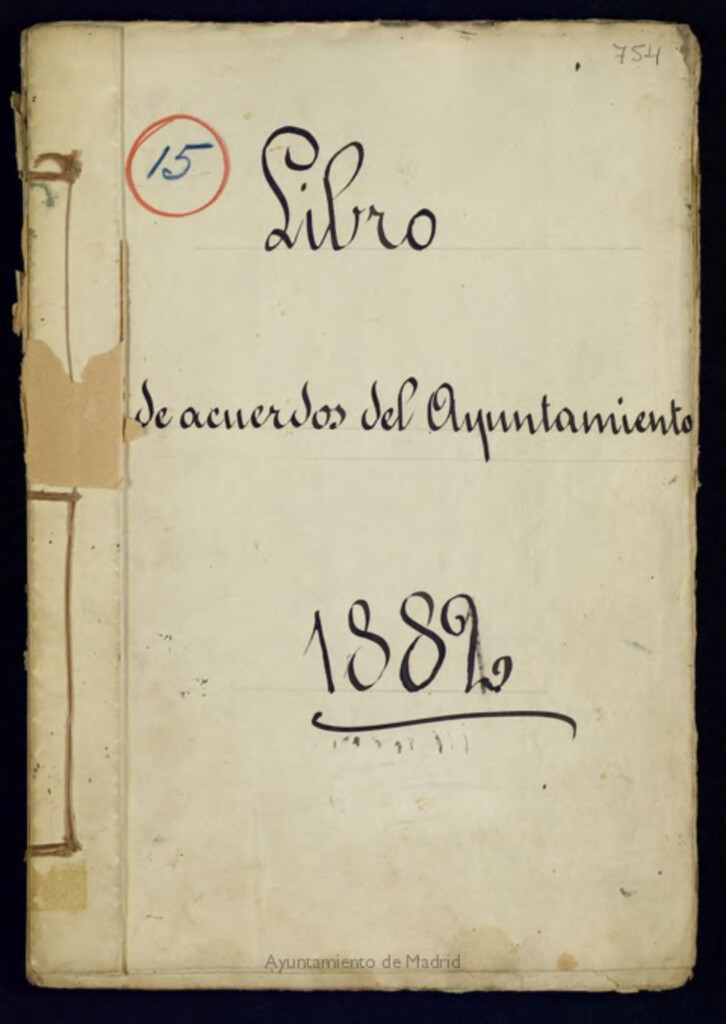 754
15
Libro
de acuerdos del Ayuntamiento
1882
Ayuntamiento de Madrid